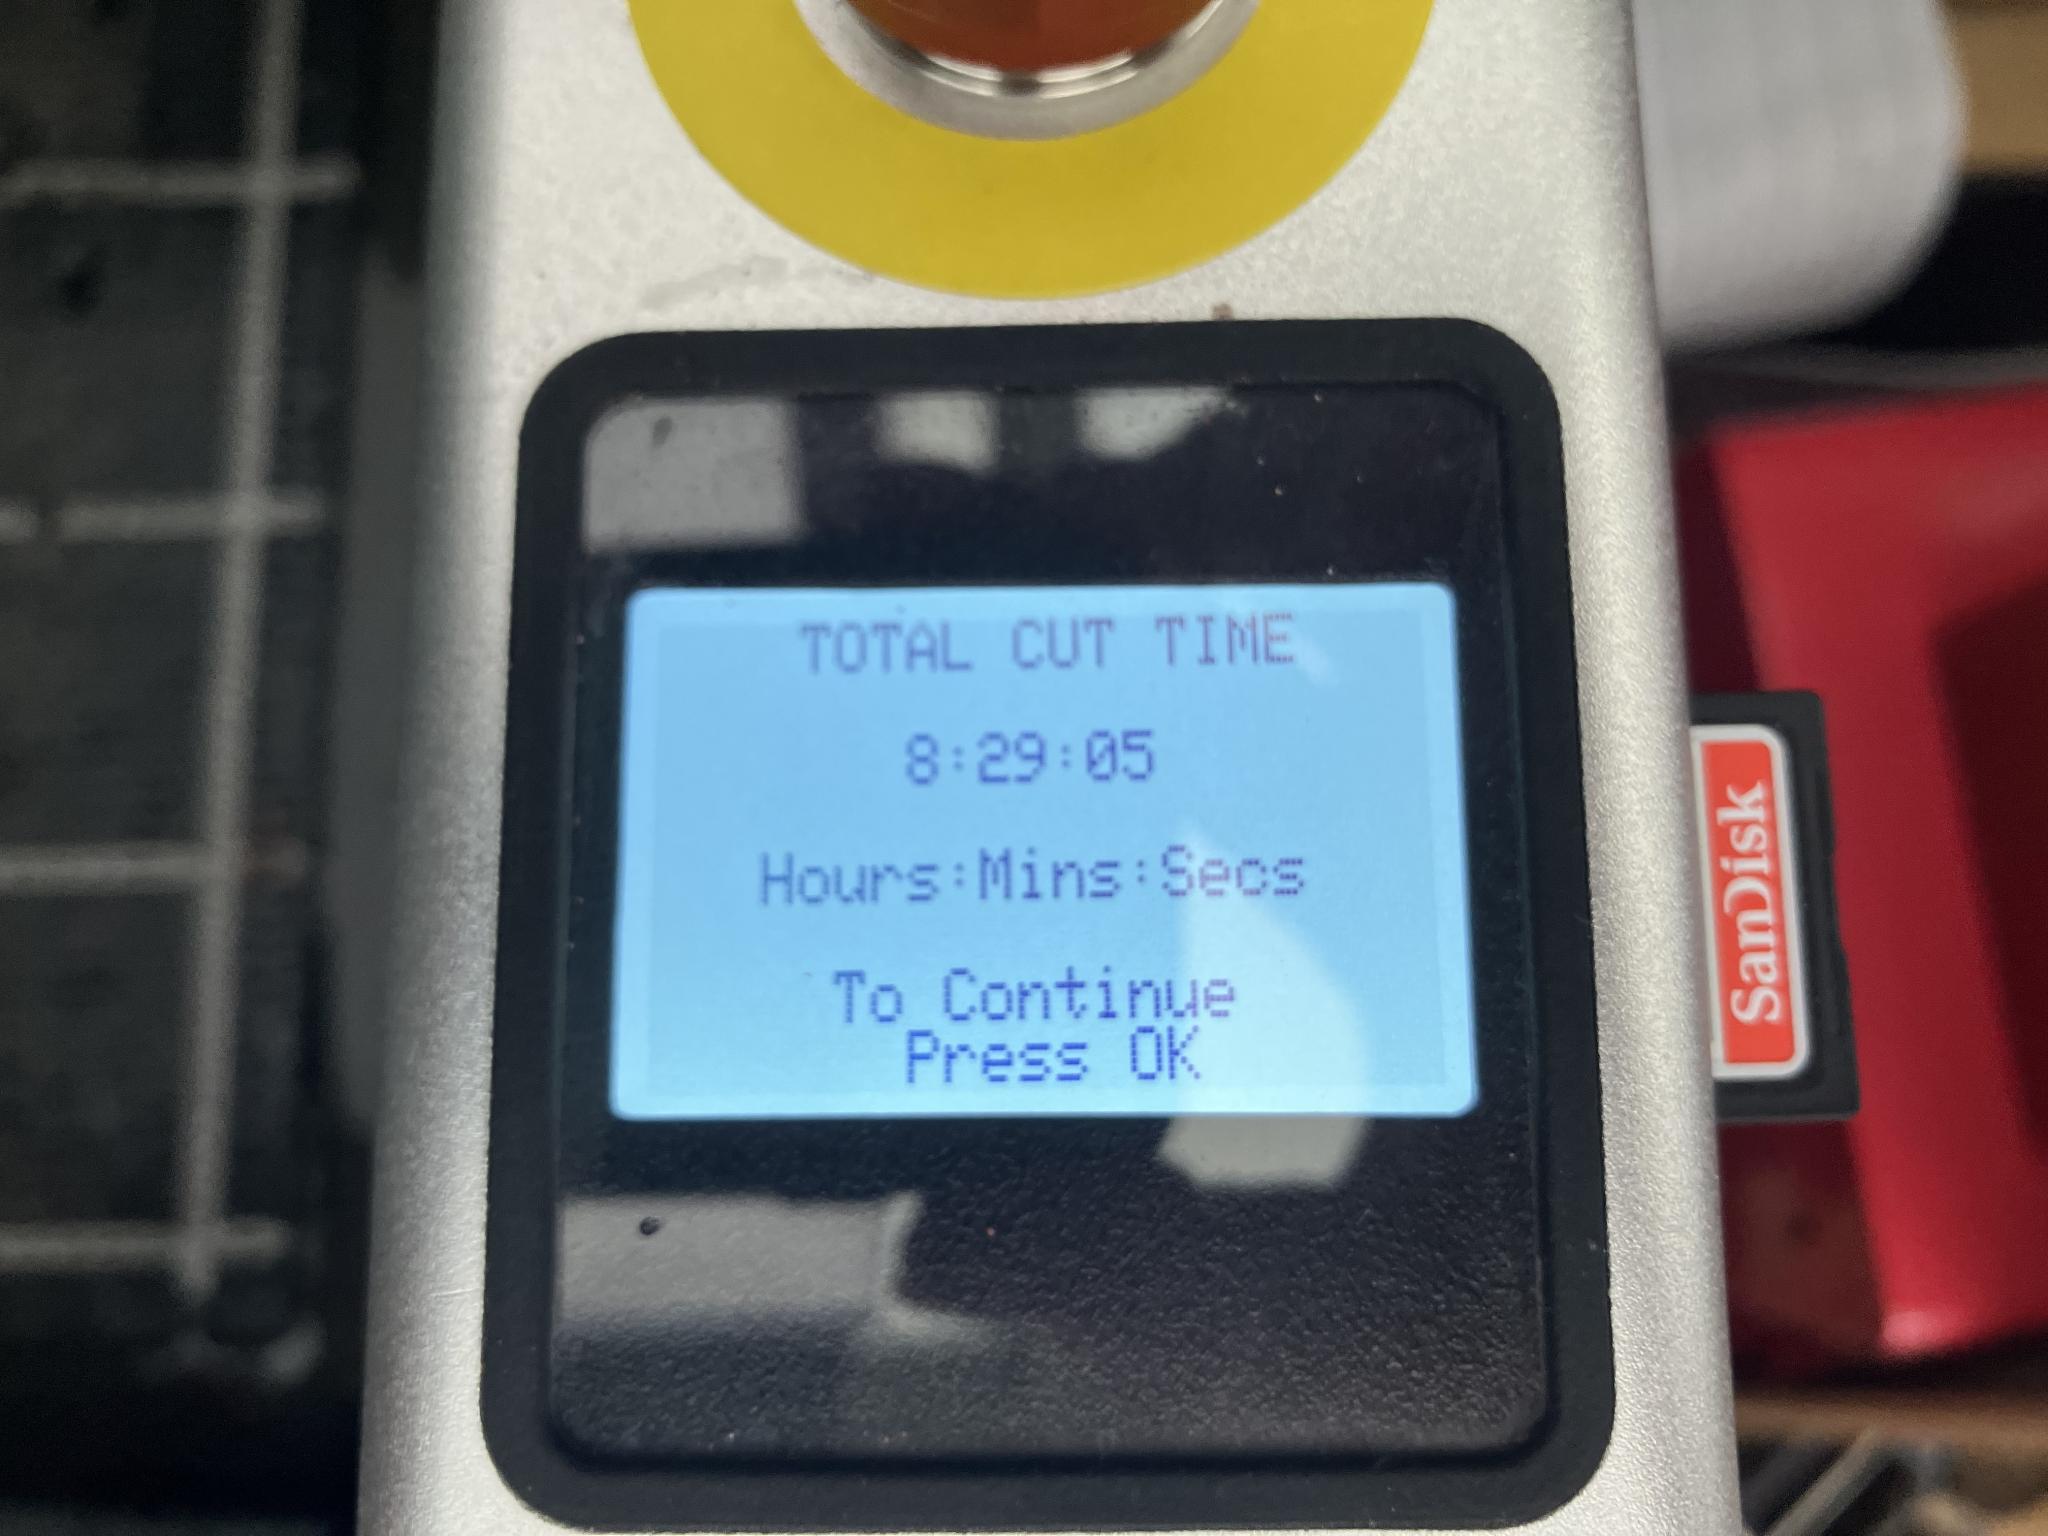 TOTAL CUT TIME
8:29:05
Hours:Mins:Secs
To Continue
Press OK
SanDisk